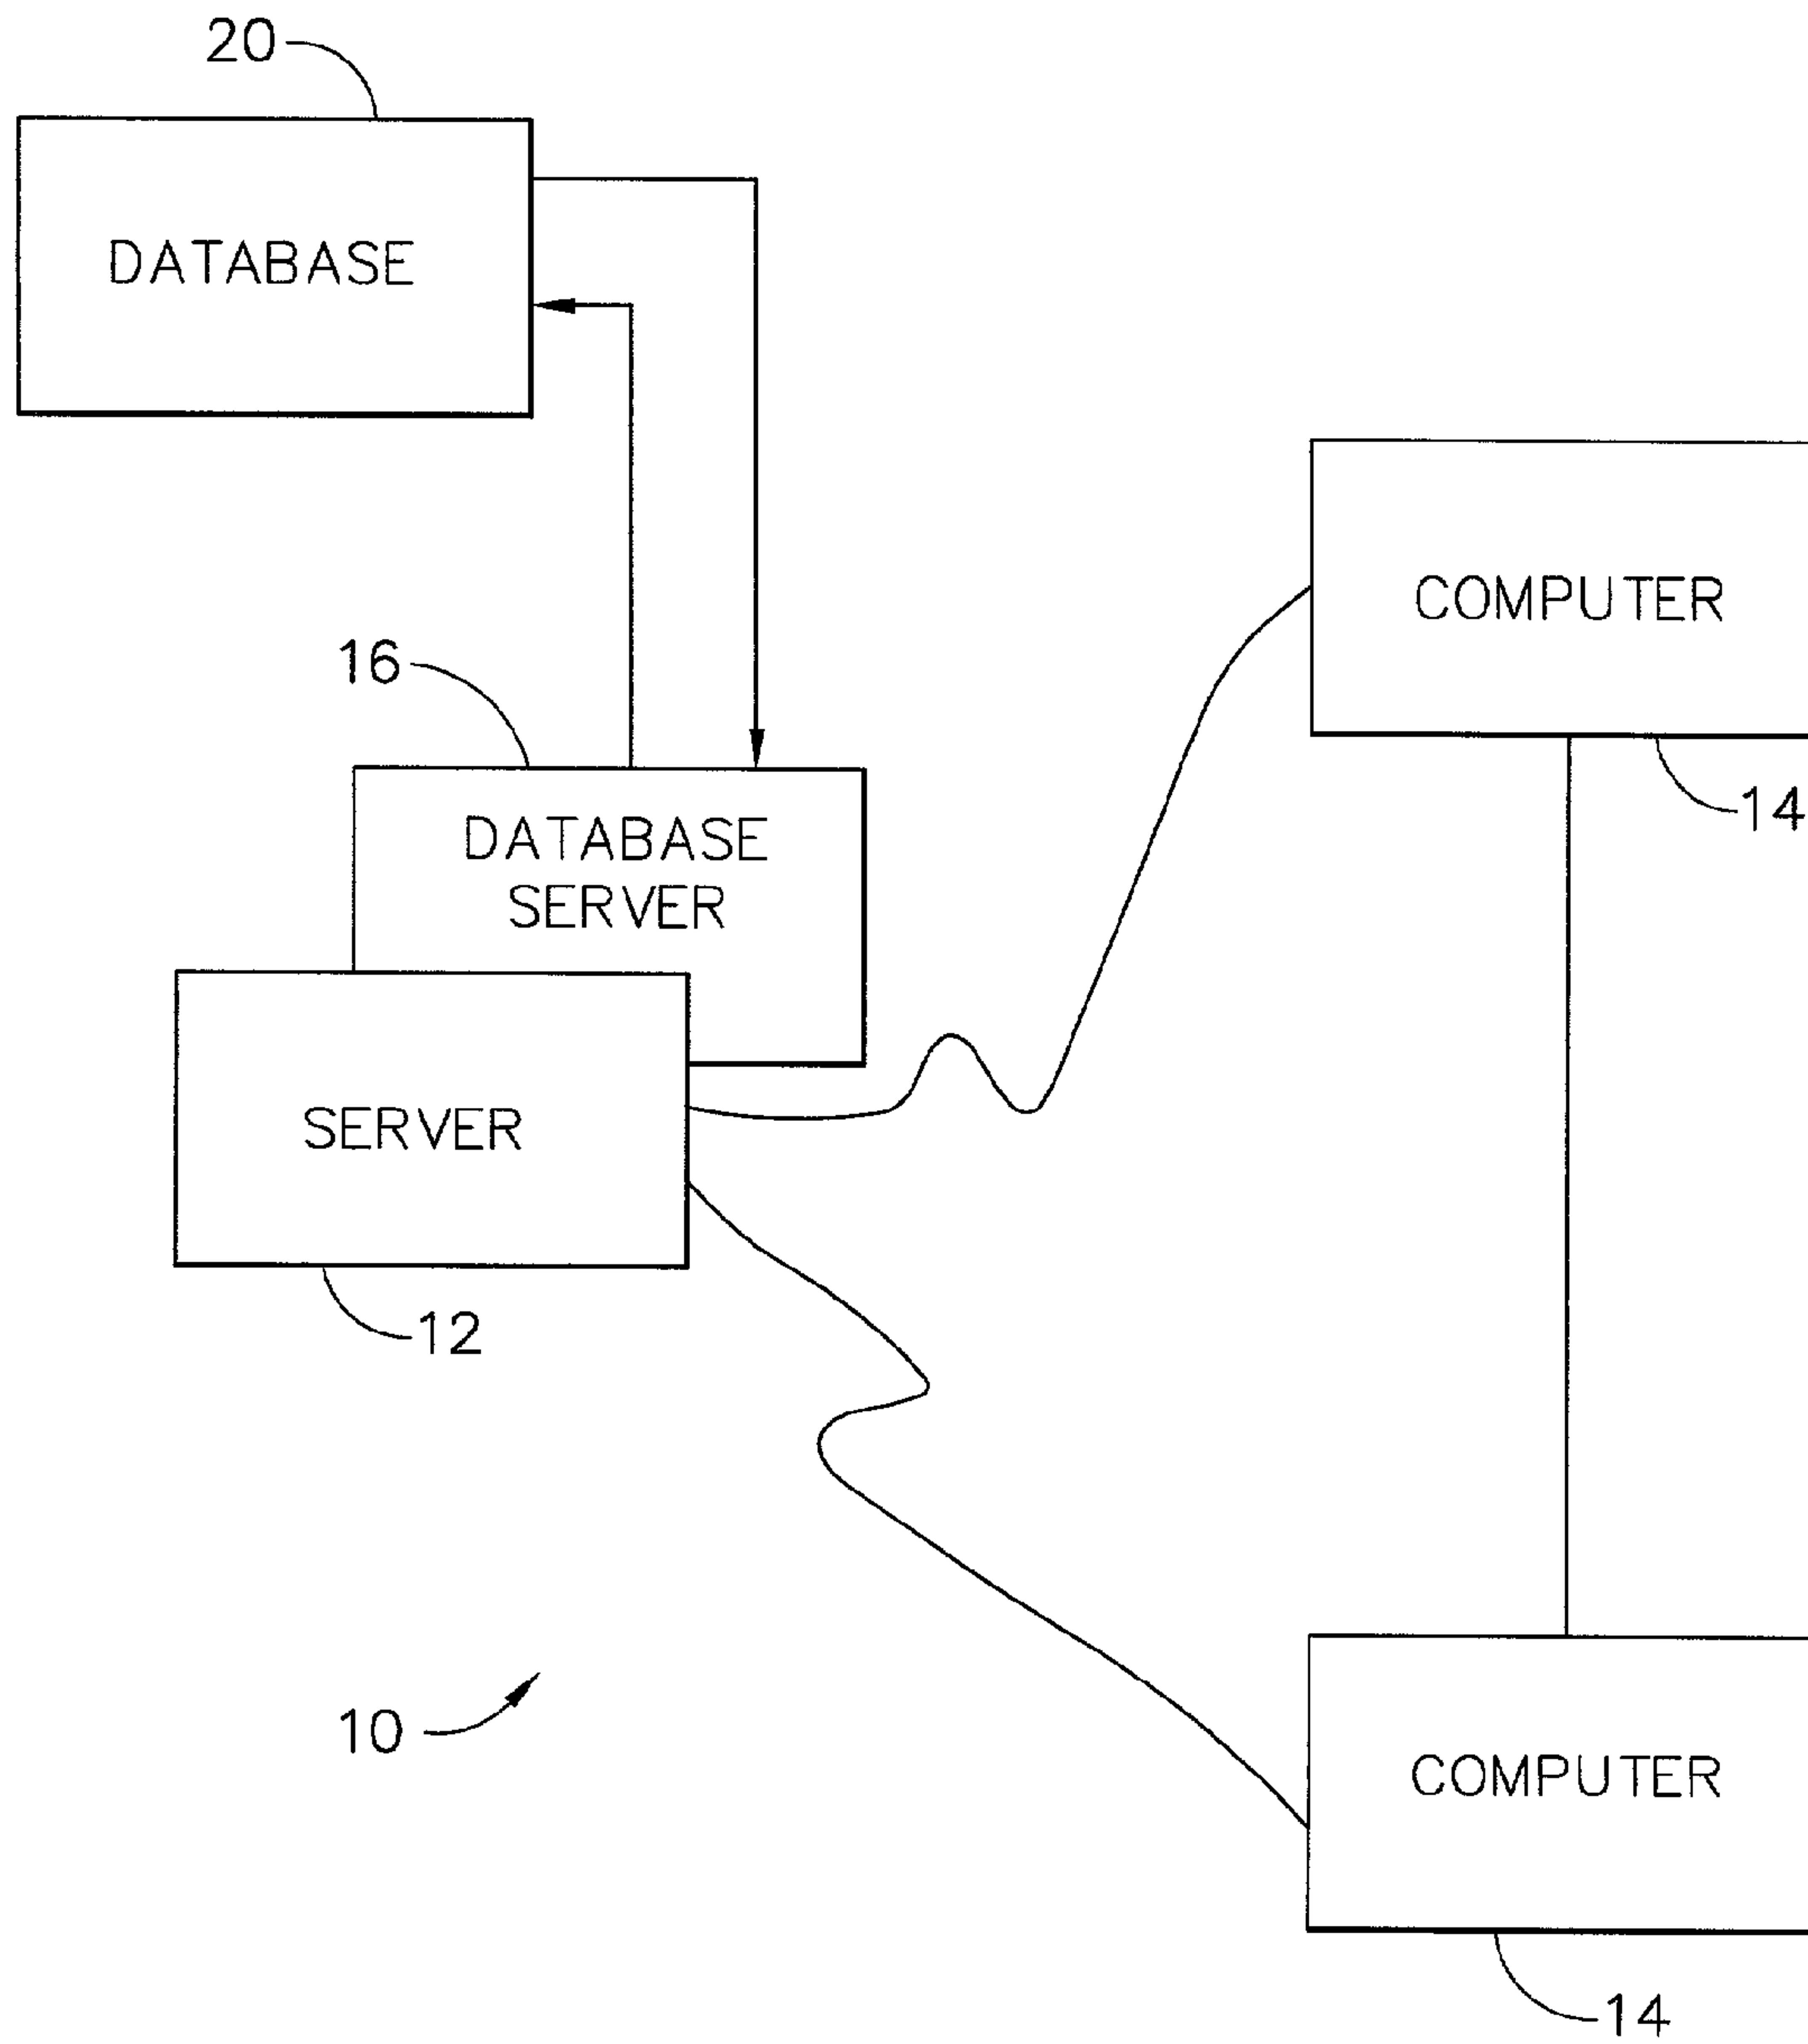 20
DATABASE
COMPUTER
16
14
DATABASE
SERVER
SERVER
12
10
COMPUTER
14